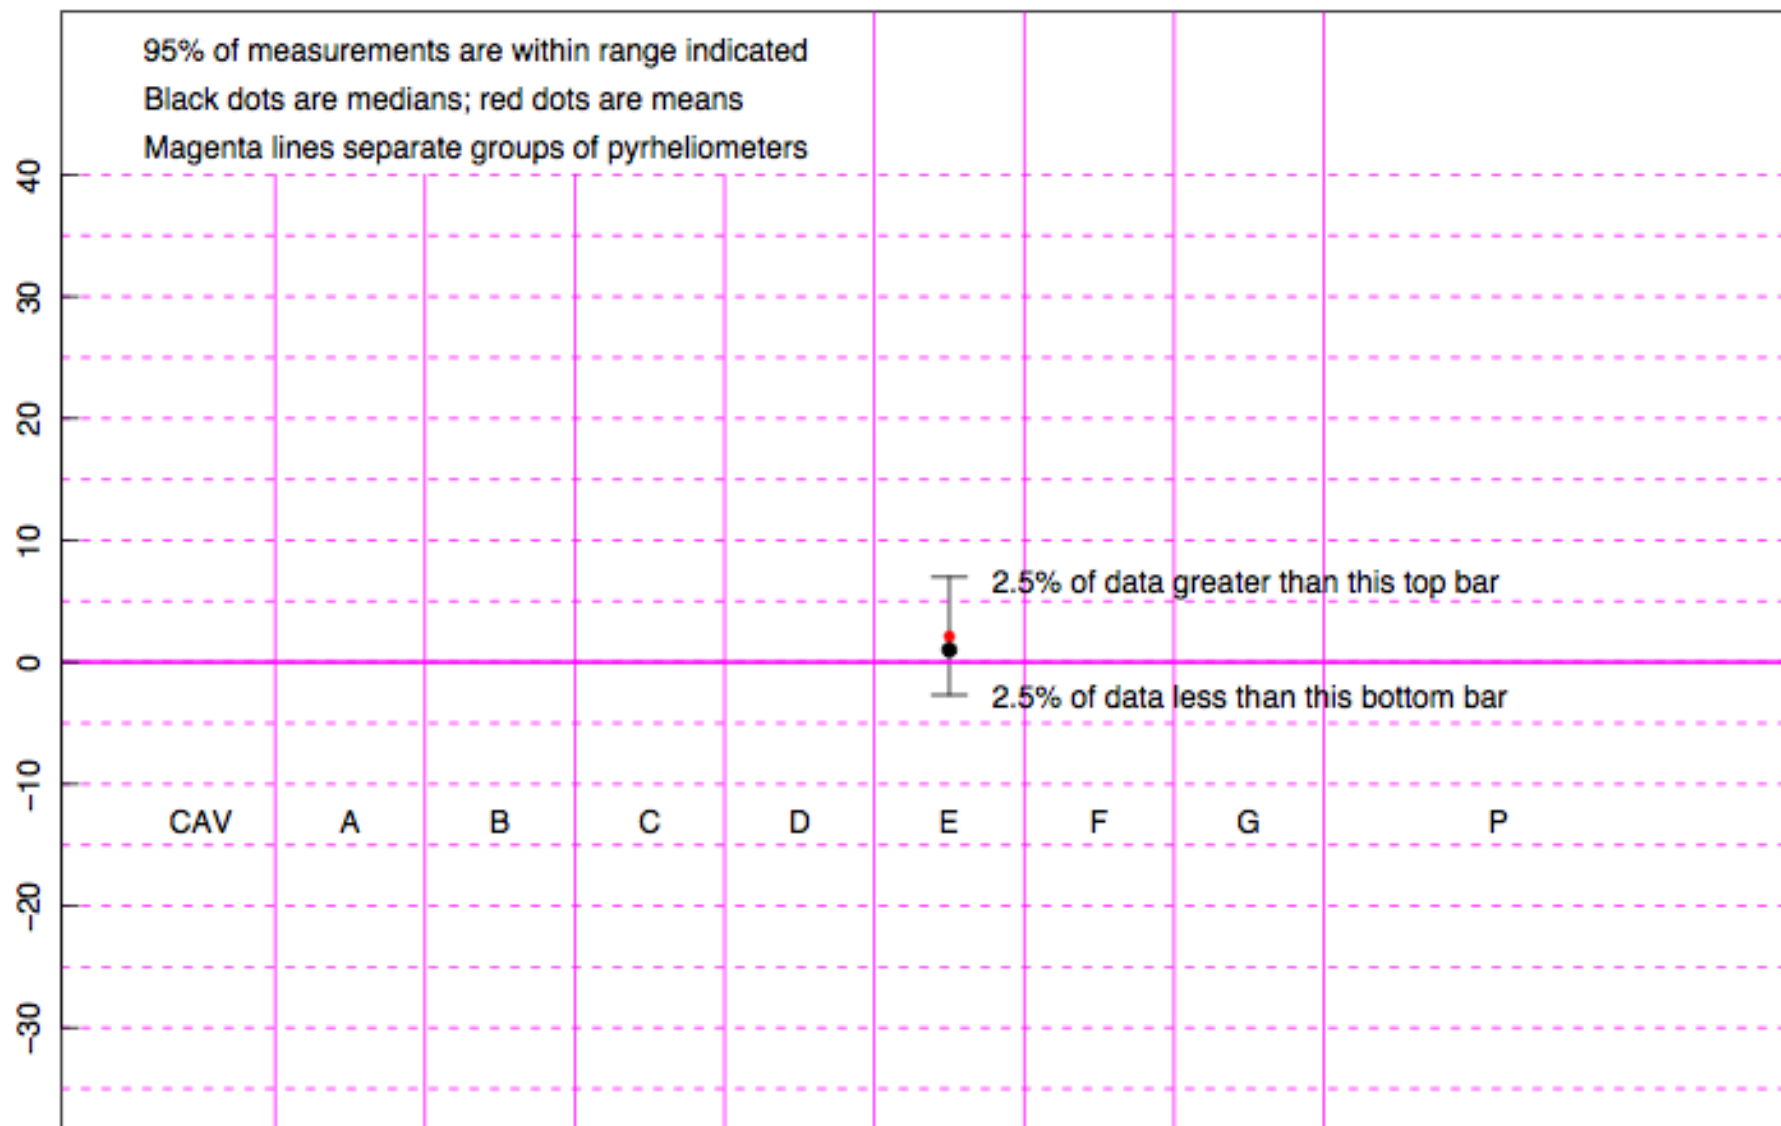 95% of measurements are within range indicated
Black dots are medians; red dots are means
Magenta lines separate groups of pyrheliometers
40
30
20
10
2.5% of data greater than this top bar
0
2.5% of data less than this bottom bar
−10
CAV A B C D E F G P
−20
−30